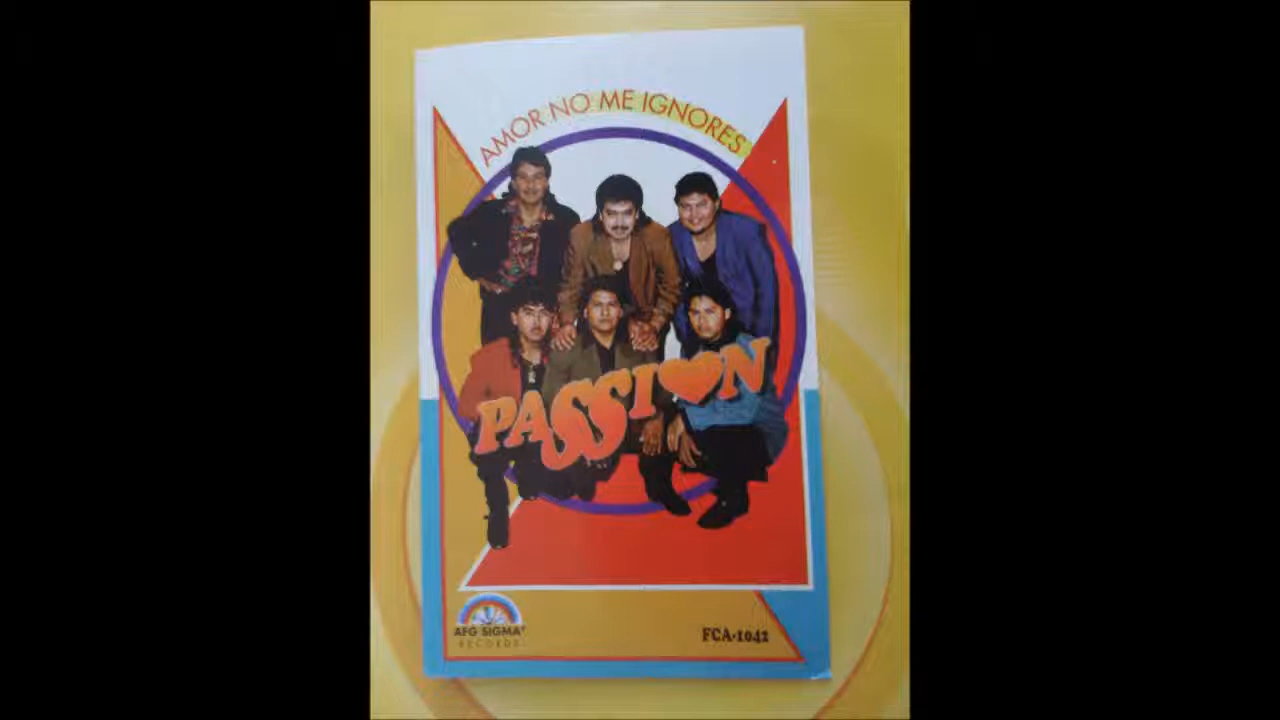 AMOR NO ME IGNORES
PASSION
AFG SIGMA
RECORDS
FCA-1042